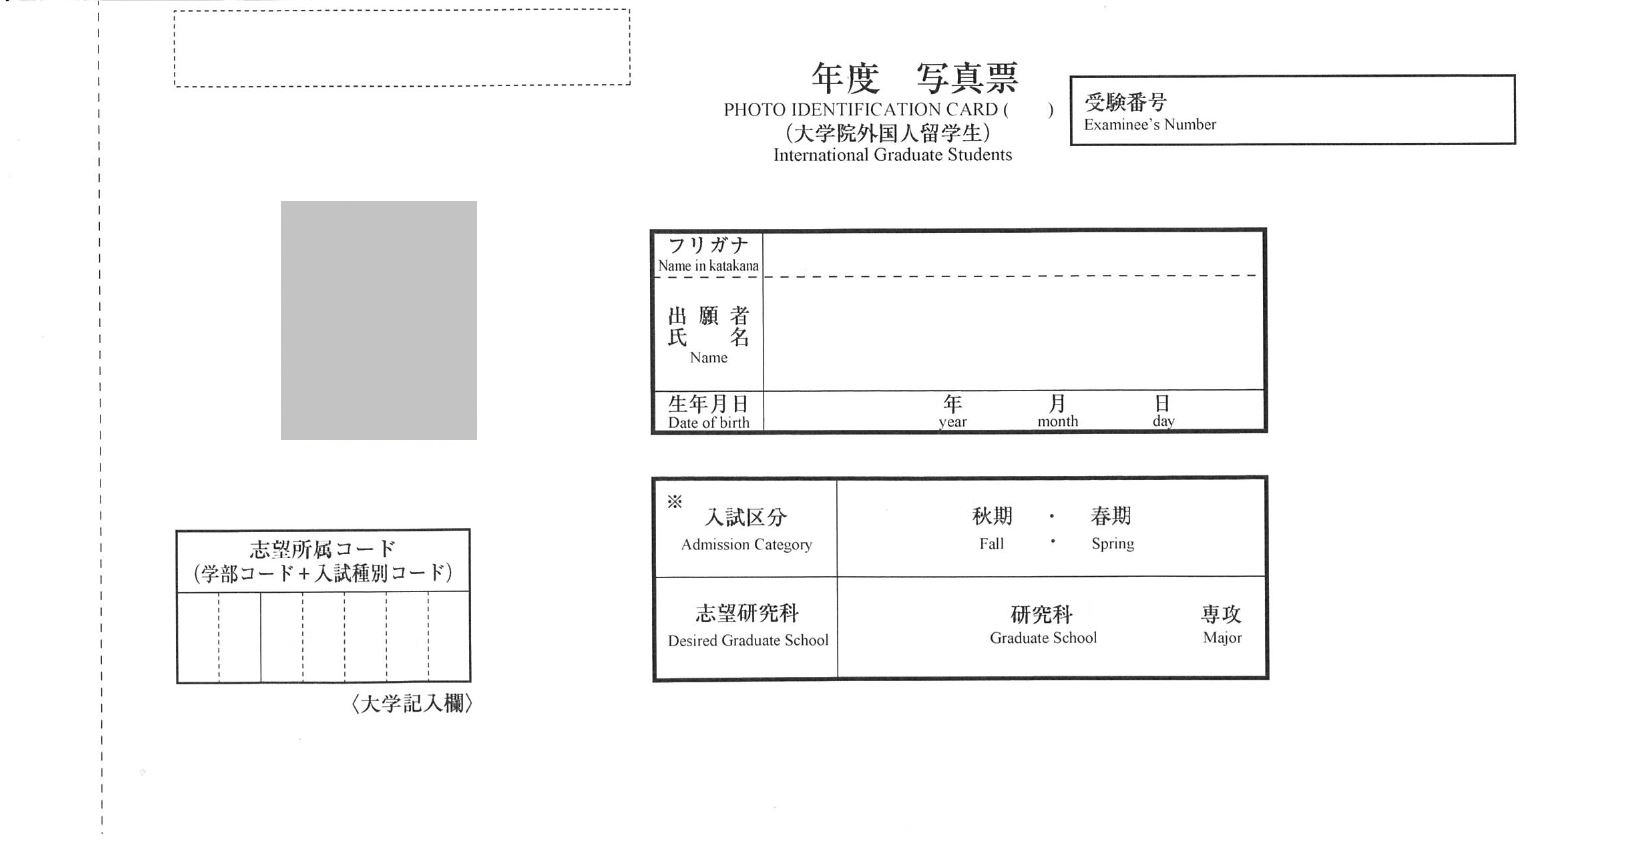 年度　写真票
PHOTO IDENTIFICATION CARD (　　)
（大学院外国人留学生）
International Graduate Students
受験番号
Examinee's Number
フリガナ
Name in katakana
出願者
氏　名
Name
生年月日　年　月　日
Date of birth　year　month　day
※
入試区分　秋期　・　春期
Admission Category　Fall　・　Spring
志望研究科　研究科　専攻
Desired Graduate School　Graduate School　Major
志望所属コード
（学部コード＋入試種別コード）
〈大学記入欄〉